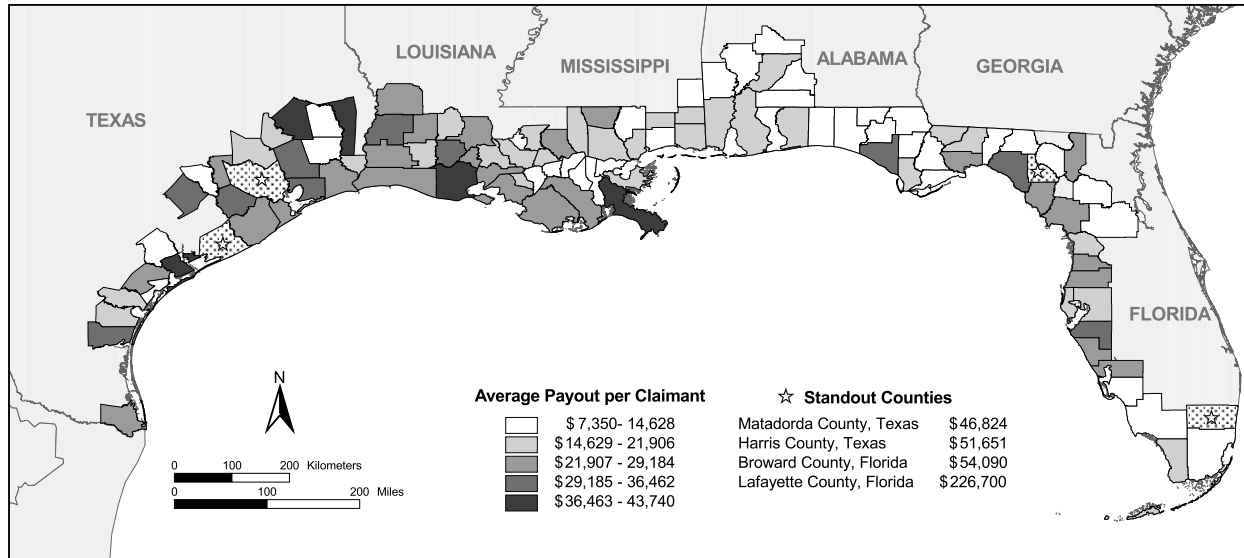 LOUISIANA
MISSISSIPPI
ALABAMA
GEORGIA
TEXAS
FLORIDA
N
Average Payout per Claimant
$ 7,350- 14,628
$ 14,629 - 21,906
$ 21,907 - 29,184
$ 29,185 - 36,462
$ 36,463 - 43,740
Standout Counties
Matadorda County, Texas $ 46,824
Harris County, Texas $ 51,651
Broward County, Florida $ 54,090
Lafayette County, Florida $ 226,700
0 100 200 Kilometers
0 100 200 Miles